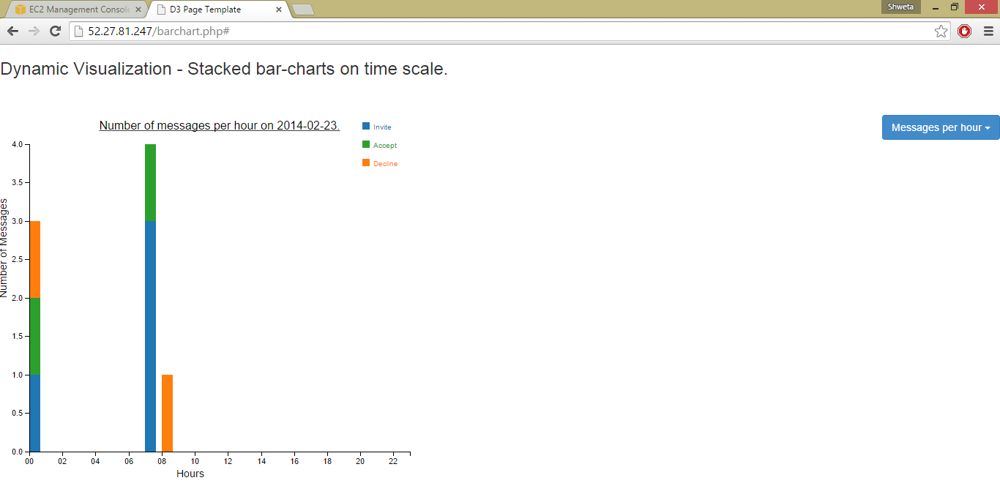 EC2 Management Consol
D3 Page Template
Shweta
52.27.81.247/barchart.php#
Dynamic Visualization - Stacked bar-charts on time scale.
Number of messages per hour on 2014-02-23.
Invite
Accept
Decline
Messages per hour
Number of Messages
4.0
3.5
3.0
2.5
2.0
1.5
1.0
0.5
0.0
00 02 04 06 08 10 12 14 16 18 20 22
Hours